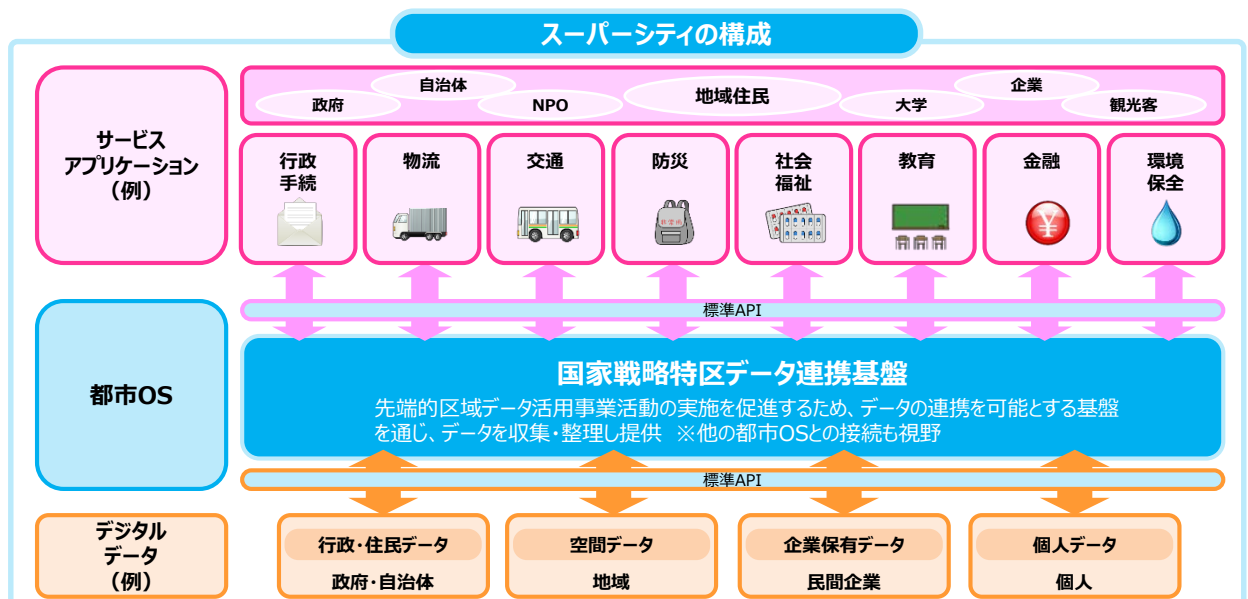 スーパーシティの構成
サービス
アプリケーション
（例）
政府
自治体
NPO
地域住民
大学
企業
観光客
行政
手続
物流
交通
防災
社会
福祉
教育
金融
環境
保全
標準API
都市OS
国家戦略特区データ連携基盤
先端的区域データ活用事業活動の実施を促進するため、データの連携を可能とする基盤
を通じ、データを収集・整理し提供　※他の都市OSとの接続も視野
標準API
デジタル
データ
（例）
行政・住民データ
政府・自治体
空間データ
地域
企業保有データ
民間企業
個人データ
個人